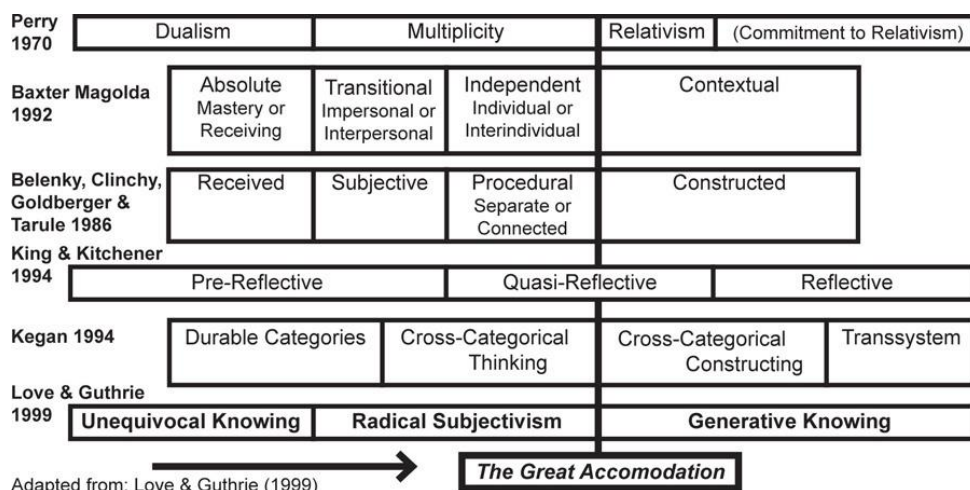 Perry
1970
Dualism
Multiplicity
Relativism
(Commitment to Relativism)
Baxter Magolda
1992
Absolute
Mastery or
Receiving
Transitional
Impersonal or
Interpersonal
Independent
Individual or
Interindividual
Contextual
Belenky, Clinchy,
Goldberger &
Tarule 1986
Received
Subjective
Procedural
Separate or
Connected
Constructed
King & Kitchener
1994
Pre-Reflective
Quasi-Reflective
Reflective
Kegan 1994
Durable Categories
Cross-Categorical
Thinking
Cross-Categorical
Constructing
Transsystem
Love & Guthrie
1999
Unequivocal Knowing
Radical Subjectivism
Generative Knowing
The Great Accomodation
Adapted from: Love & Guthrie (1999)